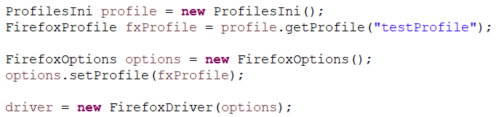 ProfilesIni profile = new ProfilesIni();
FirefoxProfile fxProfile = profile.getProfile("testProfile");
FirefoxOptions options = new FirefoxOptions();
options.setProfile(fxProfile);
driver = new FirefoxDriver(options);